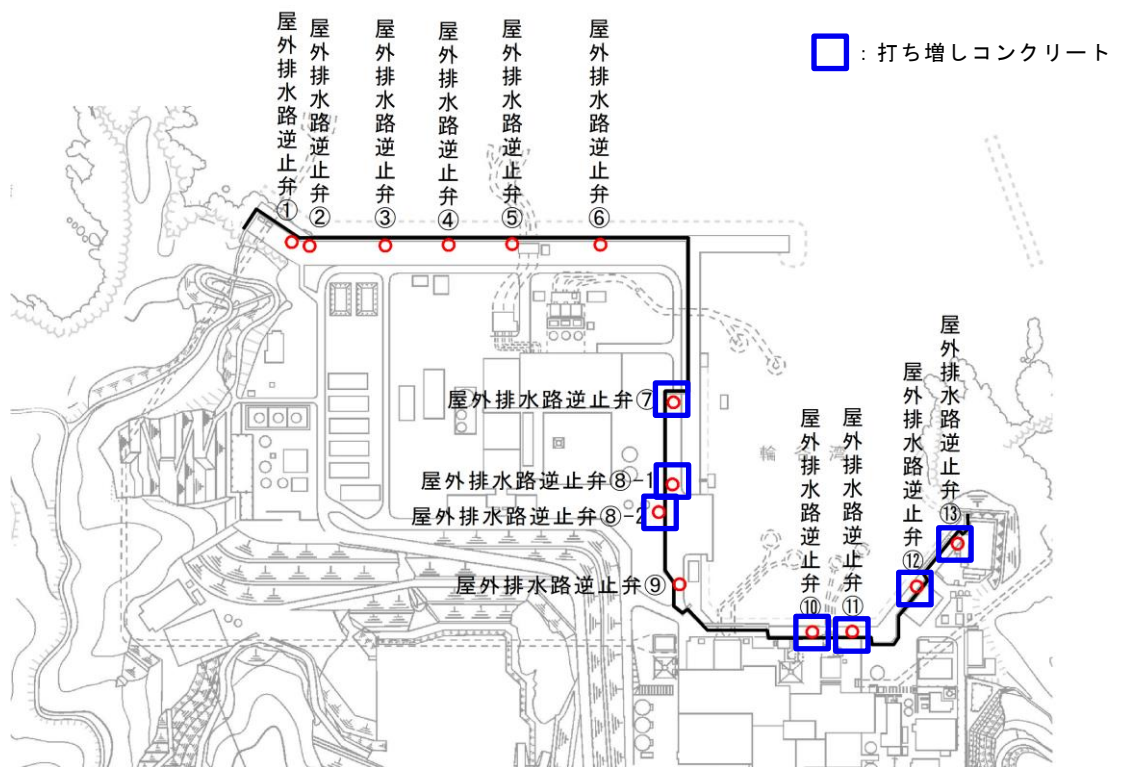 屋外排水路逆止弁①
屋外排水路逆止弁②
屋外排水路逆止弁③
屋外排水路逆止弁④
屋外排水路逆止弁⑤
屋外排水路逆止弁⑥
：打ち増しコンクリート
屋外排水路逆止弁⑦
屋外排水路逆止弁⑧-1
屋外排水路逆止弁⑧-2
屋外排水路逆止弁⑨
屋外排水路逆止弁⑩
屋外排水路逆止弁⑪
屋外排水路逆止弁⑫
屋外排水路逆止弁⑬
輪谷湾